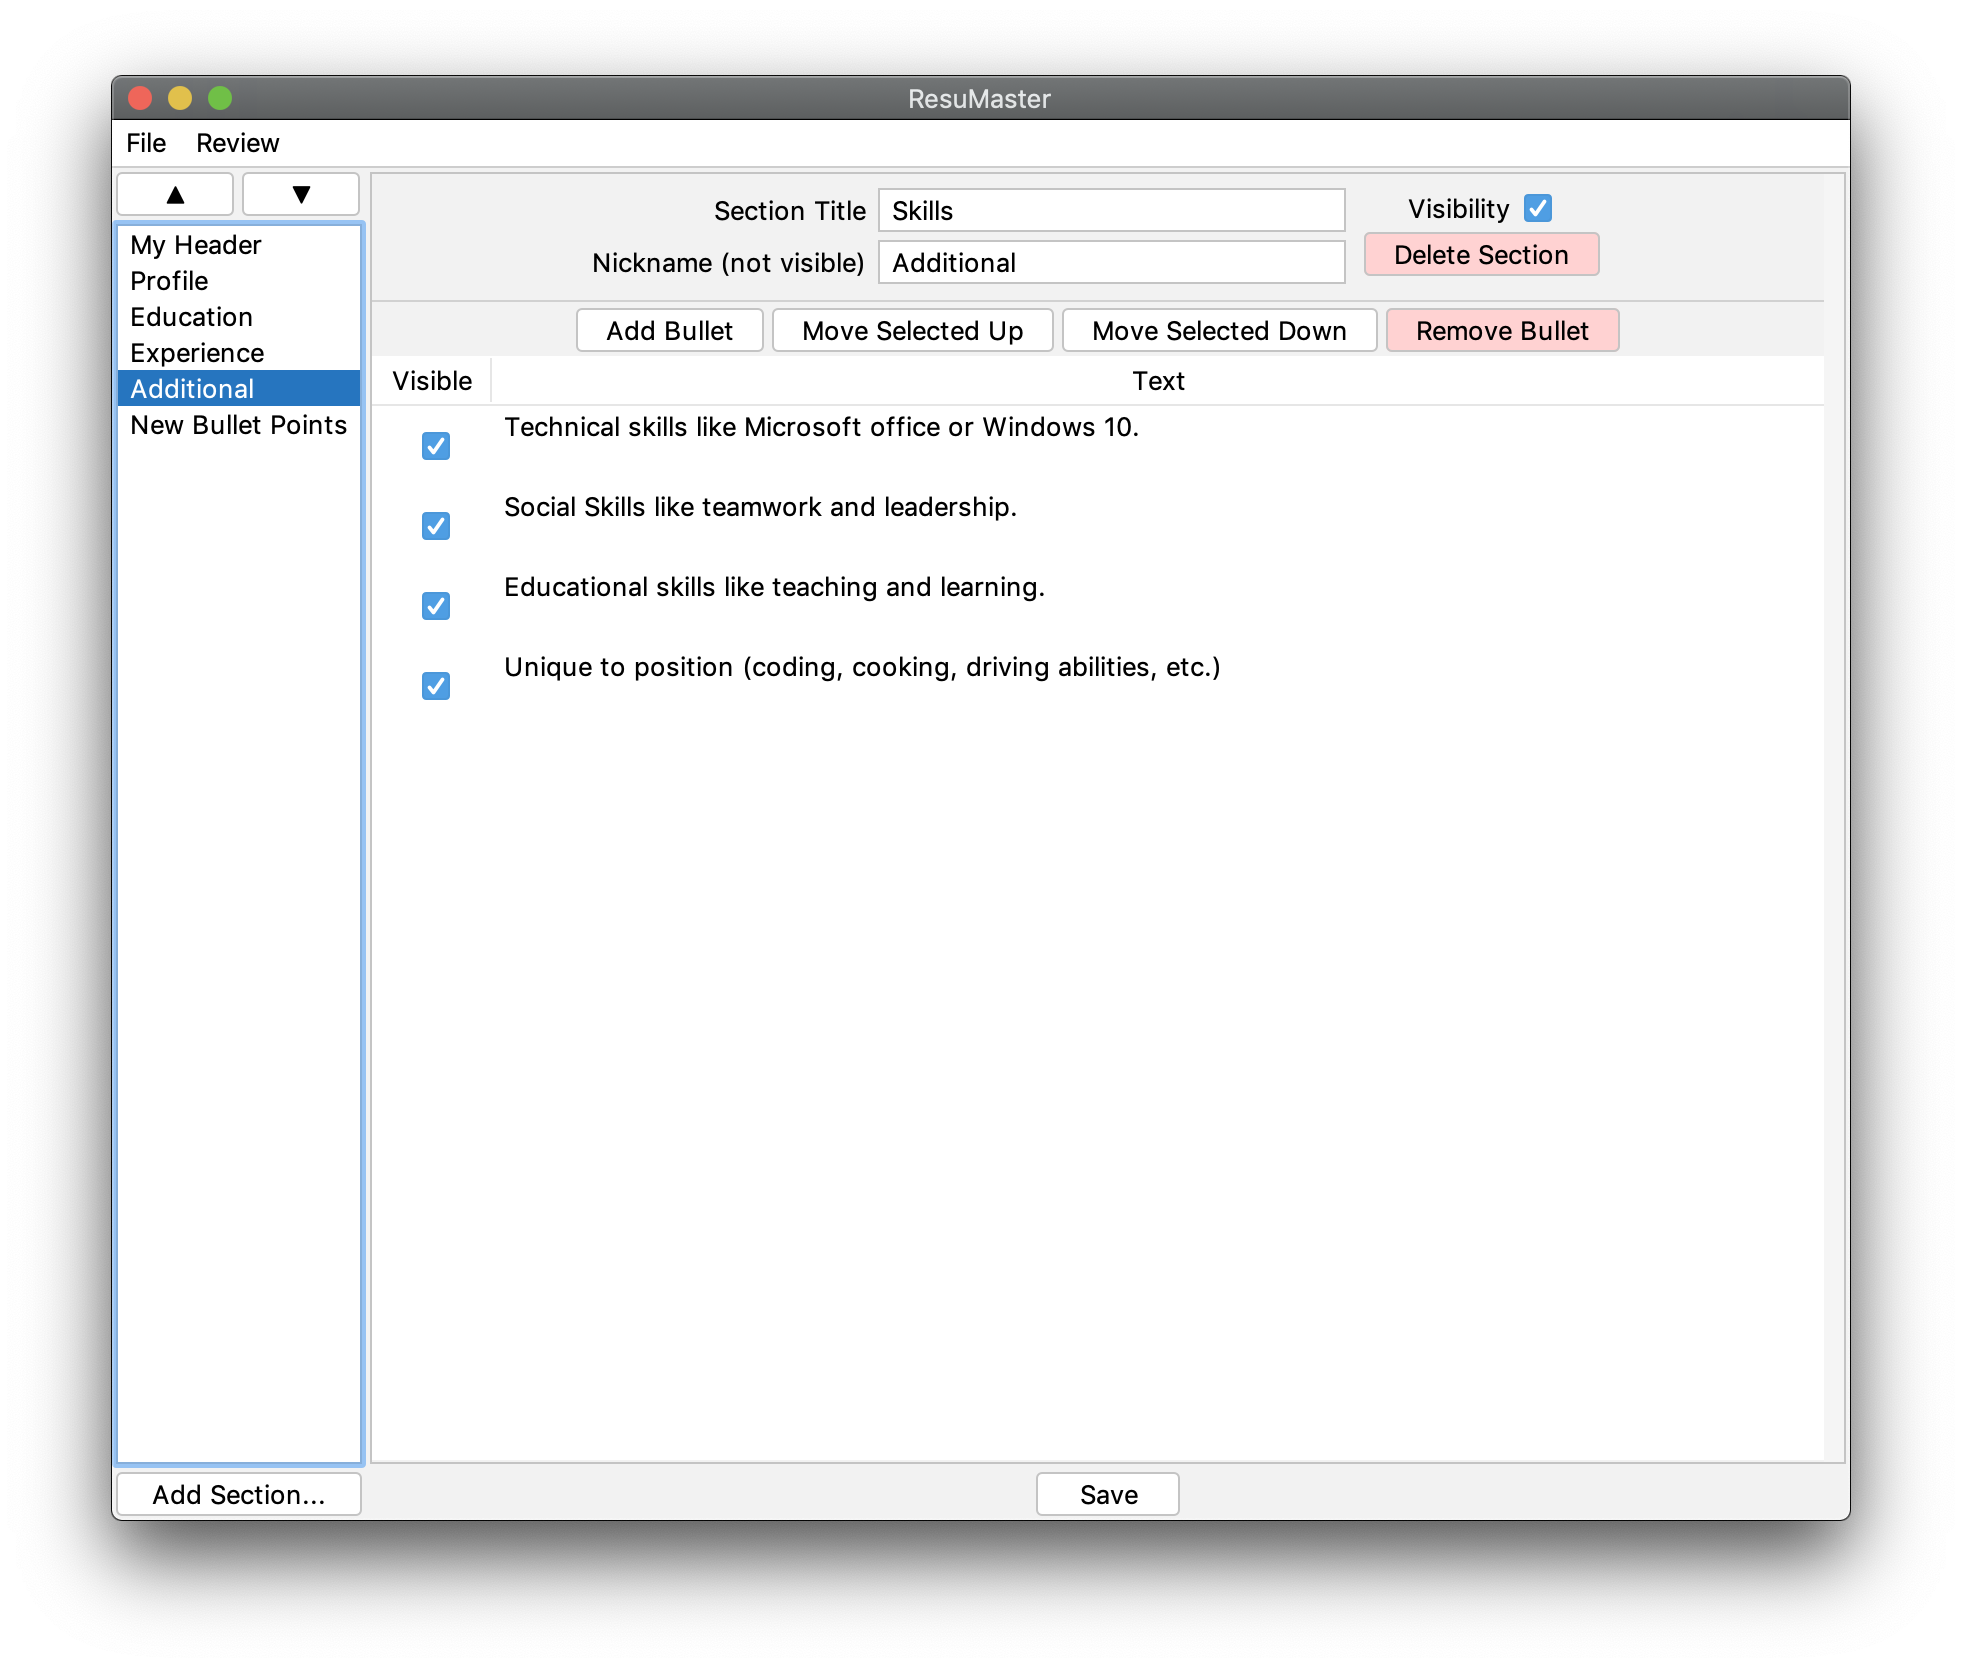 ResuMaster
File Review
▲ ▼
My Header
Profile
Education
Experience
Additional
New Bullet Points
Add Section...
Section Title Skills Visibility
Nickname (not visible) Additional Delete Section
Add Bullet Move Selected Up Move Selected Down Remove Bullet
Visible Text
Technical skills like Microsoft office or Windows 10.
Social Skills like teamwork and leadership.
Educational skills like teaching and learning.
Unique to position (coding, cooking, driving abilities, etc.)
Save